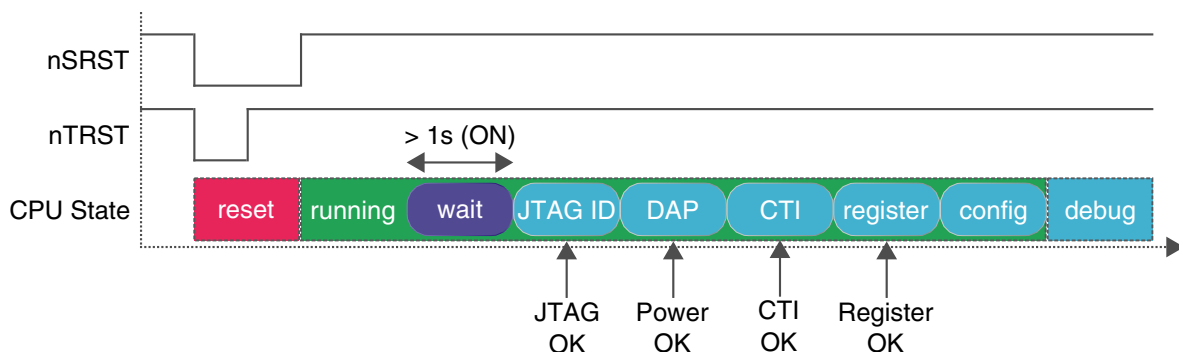 nSRST
nTRST
> 1s (ON)
CPU State
reset
running
wait
JTAG ID
DAP
CTI
register
config
debug
JTAG
OK
Power
OK
CTI
OK
Register
OK